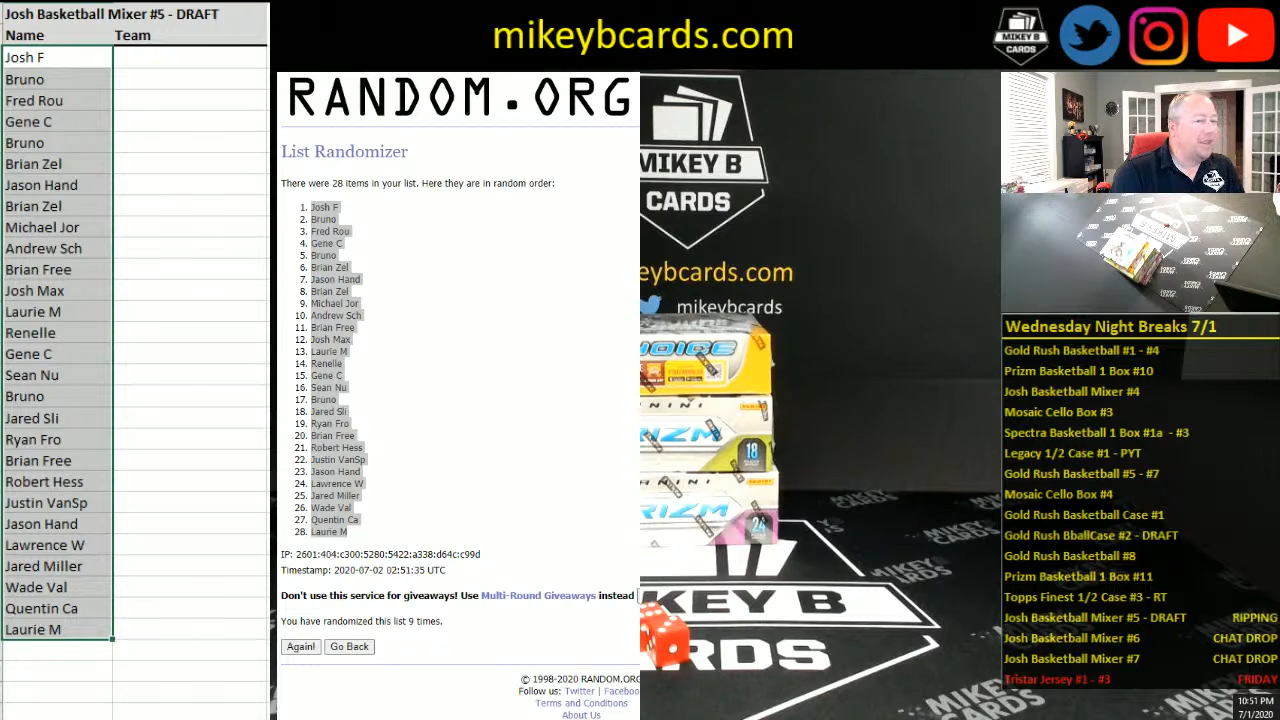 Josh Basketball Mixer #5 - DRAFT
Name Team
Josh F
Bruno
Fred Rou
Gene C
Bruno
Brian Zel
Jason Hand
Brian Zel
Michael Jor
Andrew Sch
Brian Free
Josh Max
Laurie M
Renelle
Gene C
Sean Nu
Bruno
Jared Sli
Ryan Fro
Brian Free
Robert Hess
Justin VanSp
Jason Hand
Lawrence W
Jared Miller
Wade Val
Quentin Ca
Laurie M
mikeybcards.com
MIKEY B
CARDS
RANDOM.ORG
List Randomizer
There were 28 items in your list. Here they are in random order:
1. Josh F
2. Bruno
3. Fred Rou
4. Gene C
5. Bruno
6. Brian Zel
7. Jason Hand
8. Brian Zel
9. Michael Jor
10. Andrew Sch
11. Brian Free
12. Josh Max
13. Laurie M
14. Renelle
15. Gene C
16. Sean Nu
17. Bruno
18. Jared Sli
19. Ryan Fro
20. Brian Free
21. Robert Hess
22. Justin VanSp
23. Jason Hand
24. Lawrence W
25. Jared Miller
26. Wade Val
27. Quentin Ca
28. Laurie M
IP: 2601:404:c300:5280:5422:a338:d64c:c99d
Timestamp: 2020-07-02 02:51:35 UTC
Don't use this service for giveaways! Use Multi-Round Giveaways instead
You have randomized this list 9 times.
Again! Go Back
© 1998-2020 RANDOM.ORG
Follow us: Twitter | Faceboo
Terms and Conditions
About Us
MIKEY B
CARDS
eybcards.com
mikeybcards
HOICE
PANINI
RIZM
18
PANINI
RIZM
24
KEY B
CARDS
Wednesday Night Breaks 7/1
Gold Rush Basketball #1 - #4
Prizm Basketball 1 Box #10
Josh Basketball Mixer #4
Mosaic Cello Box #3
Spectra Basketball 1 Box #1a - #3
Legacy 1/2 Case #1 - PYT
Gold Rush Basketball #5 - #7
Mosaic Cello Box #4
Gold Rush Basketball Case #1
Gold Rush BballCase #2 - DRAFT
Gold Rush Basketball #8
Prizm Basketball 1 Box #11
Topps Finest 1/2 Case #3 - RT
Josh Basketball Mixer #5 - DRAFT RIPPING
Josh Basketball Mixer #6 CHAT DROP
Josh Basketball Mixer #7 CHAT DROP
Tristar Jersey #1 - #3 FRIDAY
10:51 PM
7/1/2020